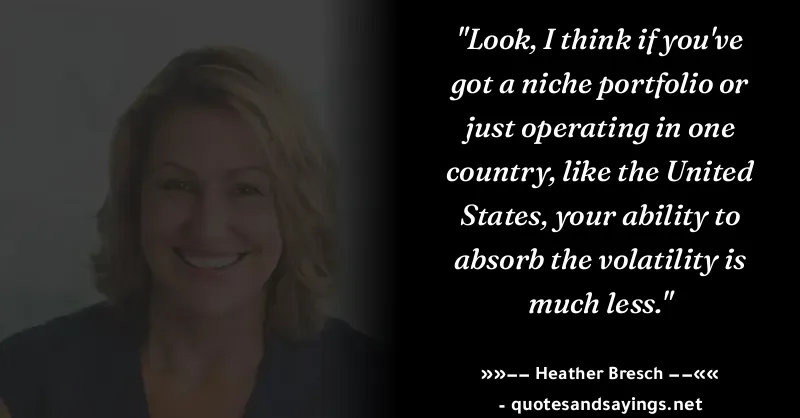 "Look, I think if you've
got a niche portfolio or
just operating in one
country, like the United
States, your ability to
absorb the volatility is
much less."
»»−− Heather Bresch −−««
- quotesandsayings.net